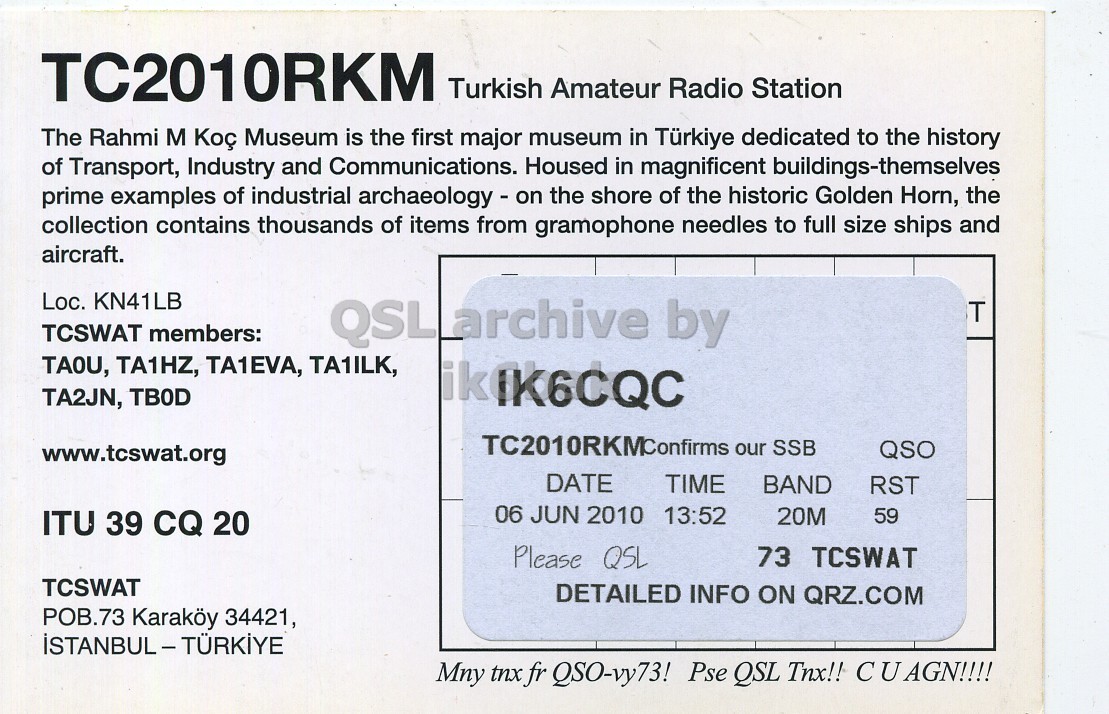 TC2010RKM Turkish Amateur Radio Station
The Rahmi M Koç Museum is the first major museum in Türkiye dedicated to the history
of Transport, Industry and Communications. Housed in magnificent buildings-themselves
prime examples of industrial archaeology - on the shore of the historic Golden Horn, the
collection contains thousands of items from gramophone needles to full size ships and
aircraft.
Loc. KN41LB
TCSWAT members:
TA0U, TA1HZ, TA1EVA, TA1ILK,
TA2JN, TB0D
www.tcswat.org
ITU 39 CQ 20
TCSWAT
POB.73 Karaköy 34421,
İSTANBUL – TÜRKİYE
QSL archive by
ik6bak
IK6CQC
TC2010RKM Confirms our SSB QSO
DATE TIME BAND RST
06 JUN 2010 13:52 20M 59
Please QSL 73 TCSWAT
DETAILED INFO ON QRZ.COM
Mny tnx fr QSO-vy73! Pse QSL Tnx!! C U AGN!!!!